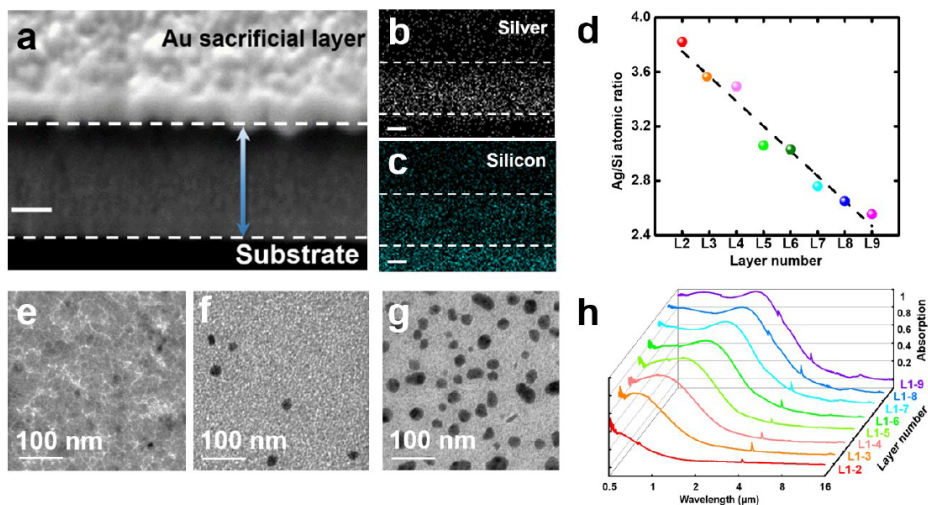 a
Au sacrificial layer
Substrate
b
Silver
c
Silicon
d
Ag/Si atomic ratio
4.0
3.6
3.2
2.8
2.4
L2 L3 L4 L5 L6 L7 L8 L9
Layer number
e
100 nm
f
100 nm
g
100 nm
h
1
0.8
0.6
0.4
0.2
Absorption
L1-9
L1-8
L1-7
L1-6
L1-5
L1-4
L1-3
L1-2
Layer number
0.5 1 2 4 8 16
Wavelength (μm)